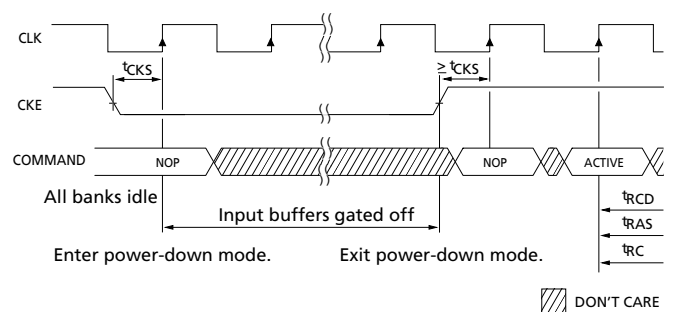 CLK
tCKS
≥ tCKS
CKE
COMMAND
NOP
NOP
ACTIVE
All banks idle
Input buffers gated off
tRCD
tRAS
tRC
Enter power-down mode.
Exit power-down mode.
DON'T CARE